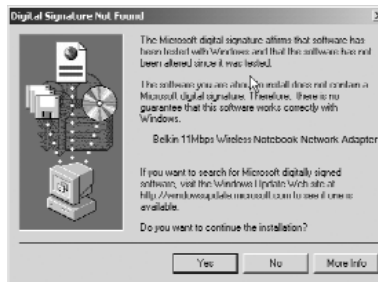 Digital Signature Not Found
The Microsoft digital signature affirms that software has
been tested with Windows and that the software has not
been altered since it was tested.
The software you are about to install does not contain a
Microsoft digital signature. Therefore, there is no
guarantee that this software works correctly with
Windows.
Belkin 11Mbps Wireless Notebook Network Adapter
If you want to search for Microsoft digitally signed
software, visit the Windows Update Web site at
http://windowsupdate.microsoft.com to see if one is
available.
Do you want to continue the installation?
Yes No More Info